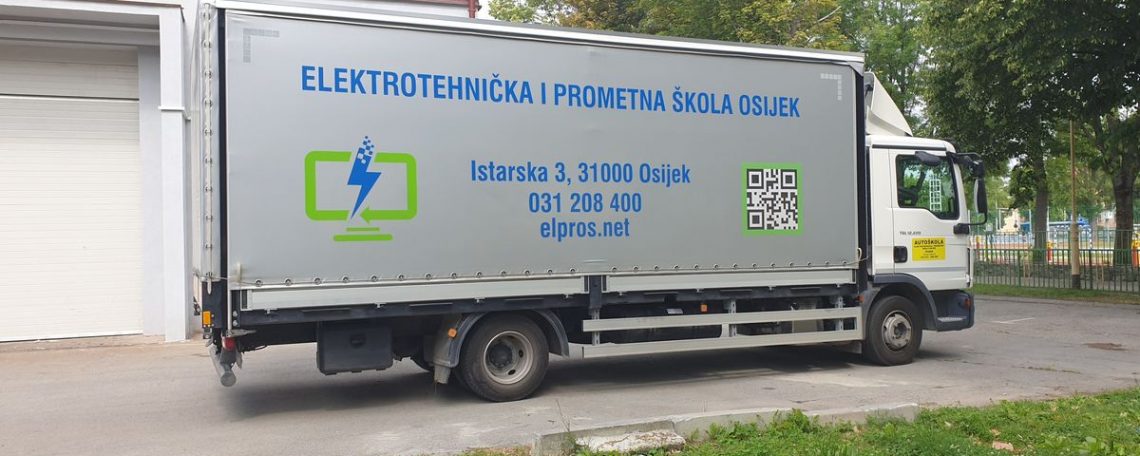 ELEKTROTEHNIČKA I PROMETNA ŠKOLA OSIJEK
Istarska 3, 31000 Osijek
031 208 400
elpros.net
AUTOŠKOLA